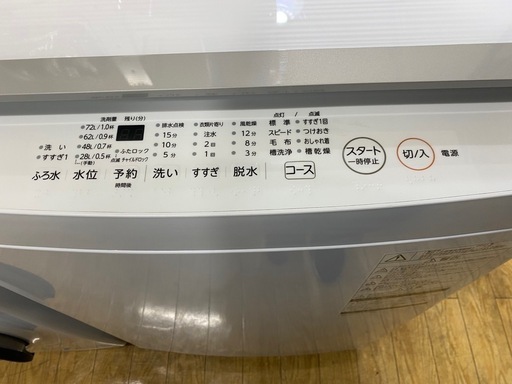 洗剤量 残り(分)
72L/1.0杯
62L/0.9杯
洗い 48L/0.7杯 ふたロック
すすぎ1 28L/0.5杯 点滅 チャイルドロック
(手動)
排水点検 衣類片寄り 風乾燥
15分 注水 12分
10分 2回 8分
5分 1回 3分
点灯 / 点滅
標準 すすぎ1回
スピード つけおき
毛布 おしゃれ着
槽洗浄 槽乾燥
ふろ水 水位 予約 洗い すすぎ 脱水 コース
時間後
スタート
一時停止
切/入 電源